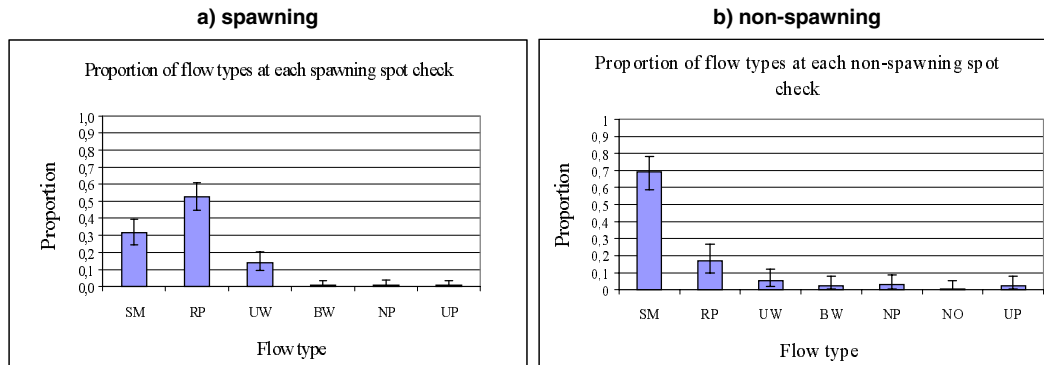 a) spawning
Proportion of flow types at each spawning spot check
1,0
0,9
0,8
0,7
0,6
0,5
0,4
0,3
0,2
0,1
0,0
Proportion
SM RP UW BW NP UP
Flow type
b) non-spawning
Proportion of flow types at each non-spawning spot
check
1
0,9
0,8
0,7
0,6
0,5
0,4
0,3
0,2
0,1
0
Proportion
SM RP UW BW NP NO UP
Flow type